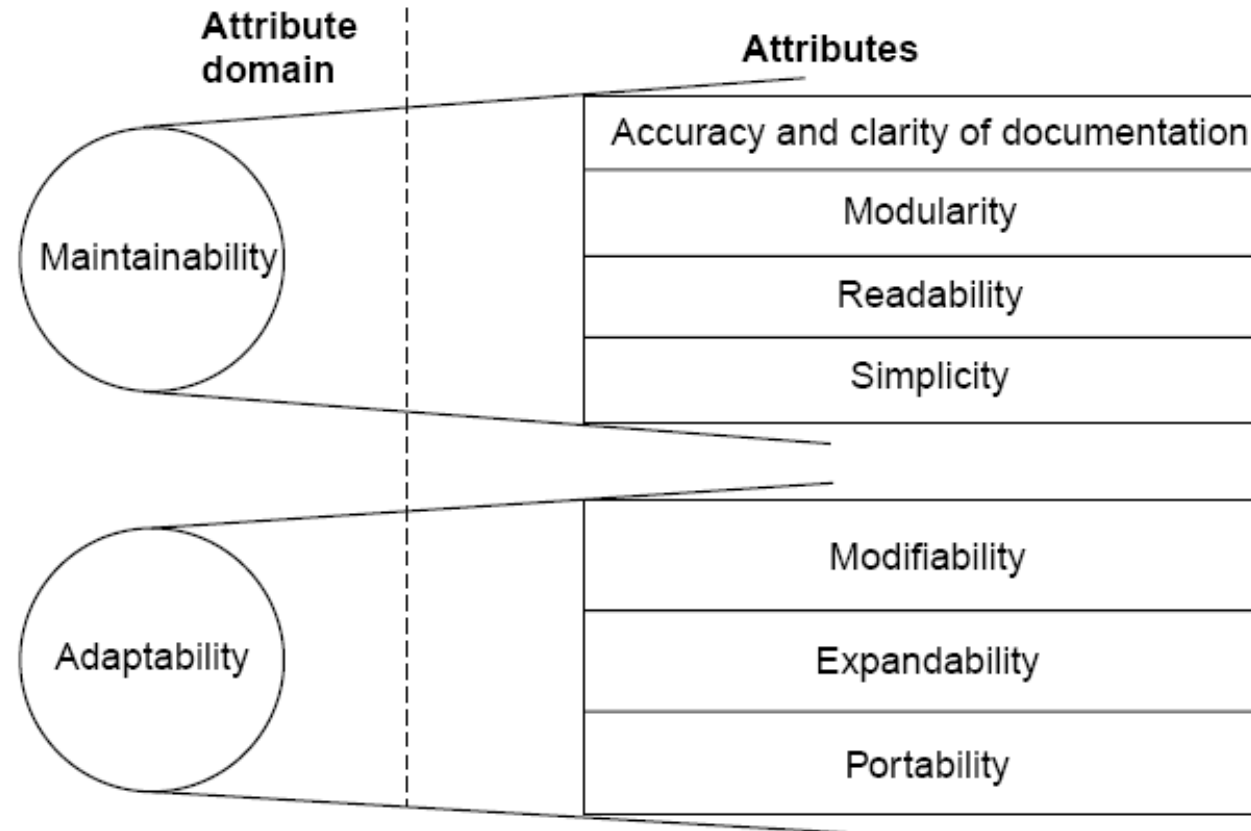 Attribute
domain
Attributes
Accuracy and clarity of documentation
Modularity
Maintainability
Readability
Simplicity
Modifiability
Adaptability
Expandability
Portability